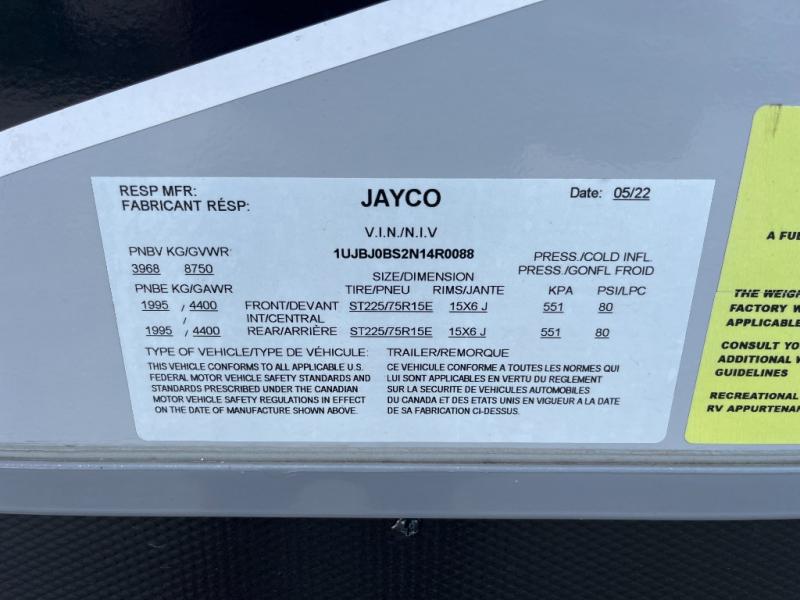 RESP MFR: JAYCO Date: 05/22
FABRICANT RÉSP:
V.I.N./N.I.V
PNBV KG/GVWR 1UJBJ0BS2N14R0088 PRESS./COLD INFL.
3968 8750 SIZE/DIMENSION PRESS./GONFL FROID
PNBE KG/GAWR TIRE/PNEU RIMS/JANTE KPA PSI/LPC
1995 / 4400 FRONT/DEVANT ST225/75R15E 15X6 J 551 80
/ INT/CENTRAL
1995 / 4400 REAR/ARRIÈRE ST225/75R15E 15X6 J 551 80
TYPE OF VEHICLE/TYPE DE VÉHICULE: TRAILER/REMORQUE
THIS VEHICLE CONFORMS TO ALL APPLICABLE U.S.
FEDERAL MOTOR VEHICLE SAFETY STANDARDS AND
STANDARDS PRESCRIBED UNDER THE CANADIAN
MOTOR VEHICLE SAFETY REGULATIONS IN EFFECT
ON THE DATE OF MANUFACTURE SHOWN ABOVE.
CE VEHICULE CONFORME A TOUTES LES NORMES QUI
LUI SONT APPLICABLES EN VERTU DU REGLEMENT
SUR LA SECURITE DE VEHICULES AUTOMOBILES
DU CANADA ET DES ETATS UNIS EN VIGUEUR A LA DATE
DE SA FABRICATION CI-DESSUS.
A FU
THE WEIGH
FACTORY
APPLICABLE
CONSULT YO
ADDITIONAL
GUIDELINES
RECREATIONAL
RV APPURTENA